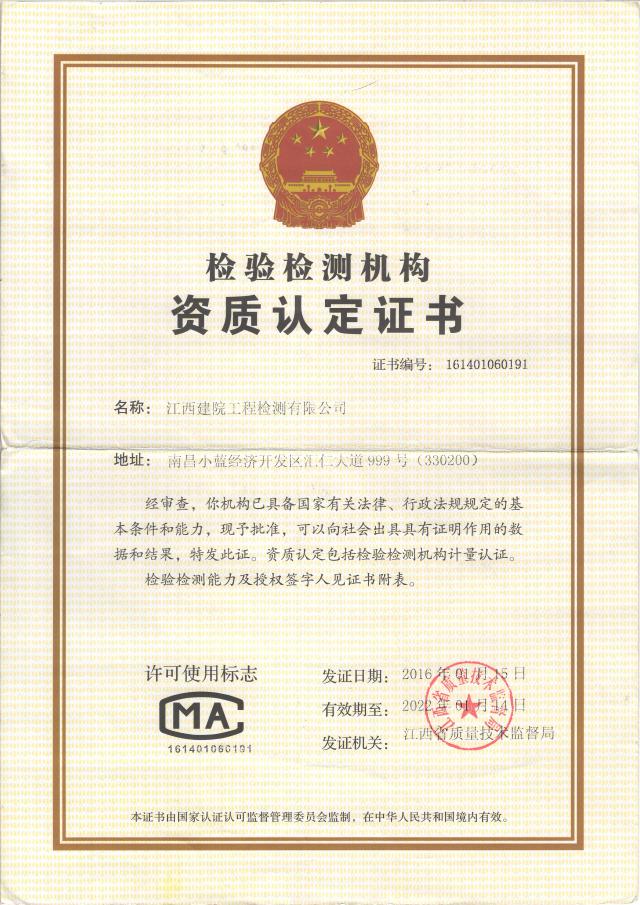 检验检测机构
资质认定证书
证书编号：161401060191
名称：江西建院工程检测有限公司
地址：南昌小蓝经济开发区汇仁大道999号（330200）
经审查，你机构已具备国家有关法律、行政法规规定的基
本条件和能力，现予批准，可以向社会出具具有证明作用的数
据和结果，特发此证。资质认定包括检验检测机构计量认证。
检验检测能力及授权签字人见证书附表。
许可使用标志
MA
161401060191
发证日期：2016年01月15日
有效期至：2022年01月14日
发证机关：江西省质量技术监督局
江西省质量技术监督局
本证书由国家认证认可监督管理委员会监制，在中华人民共和国境内有效。